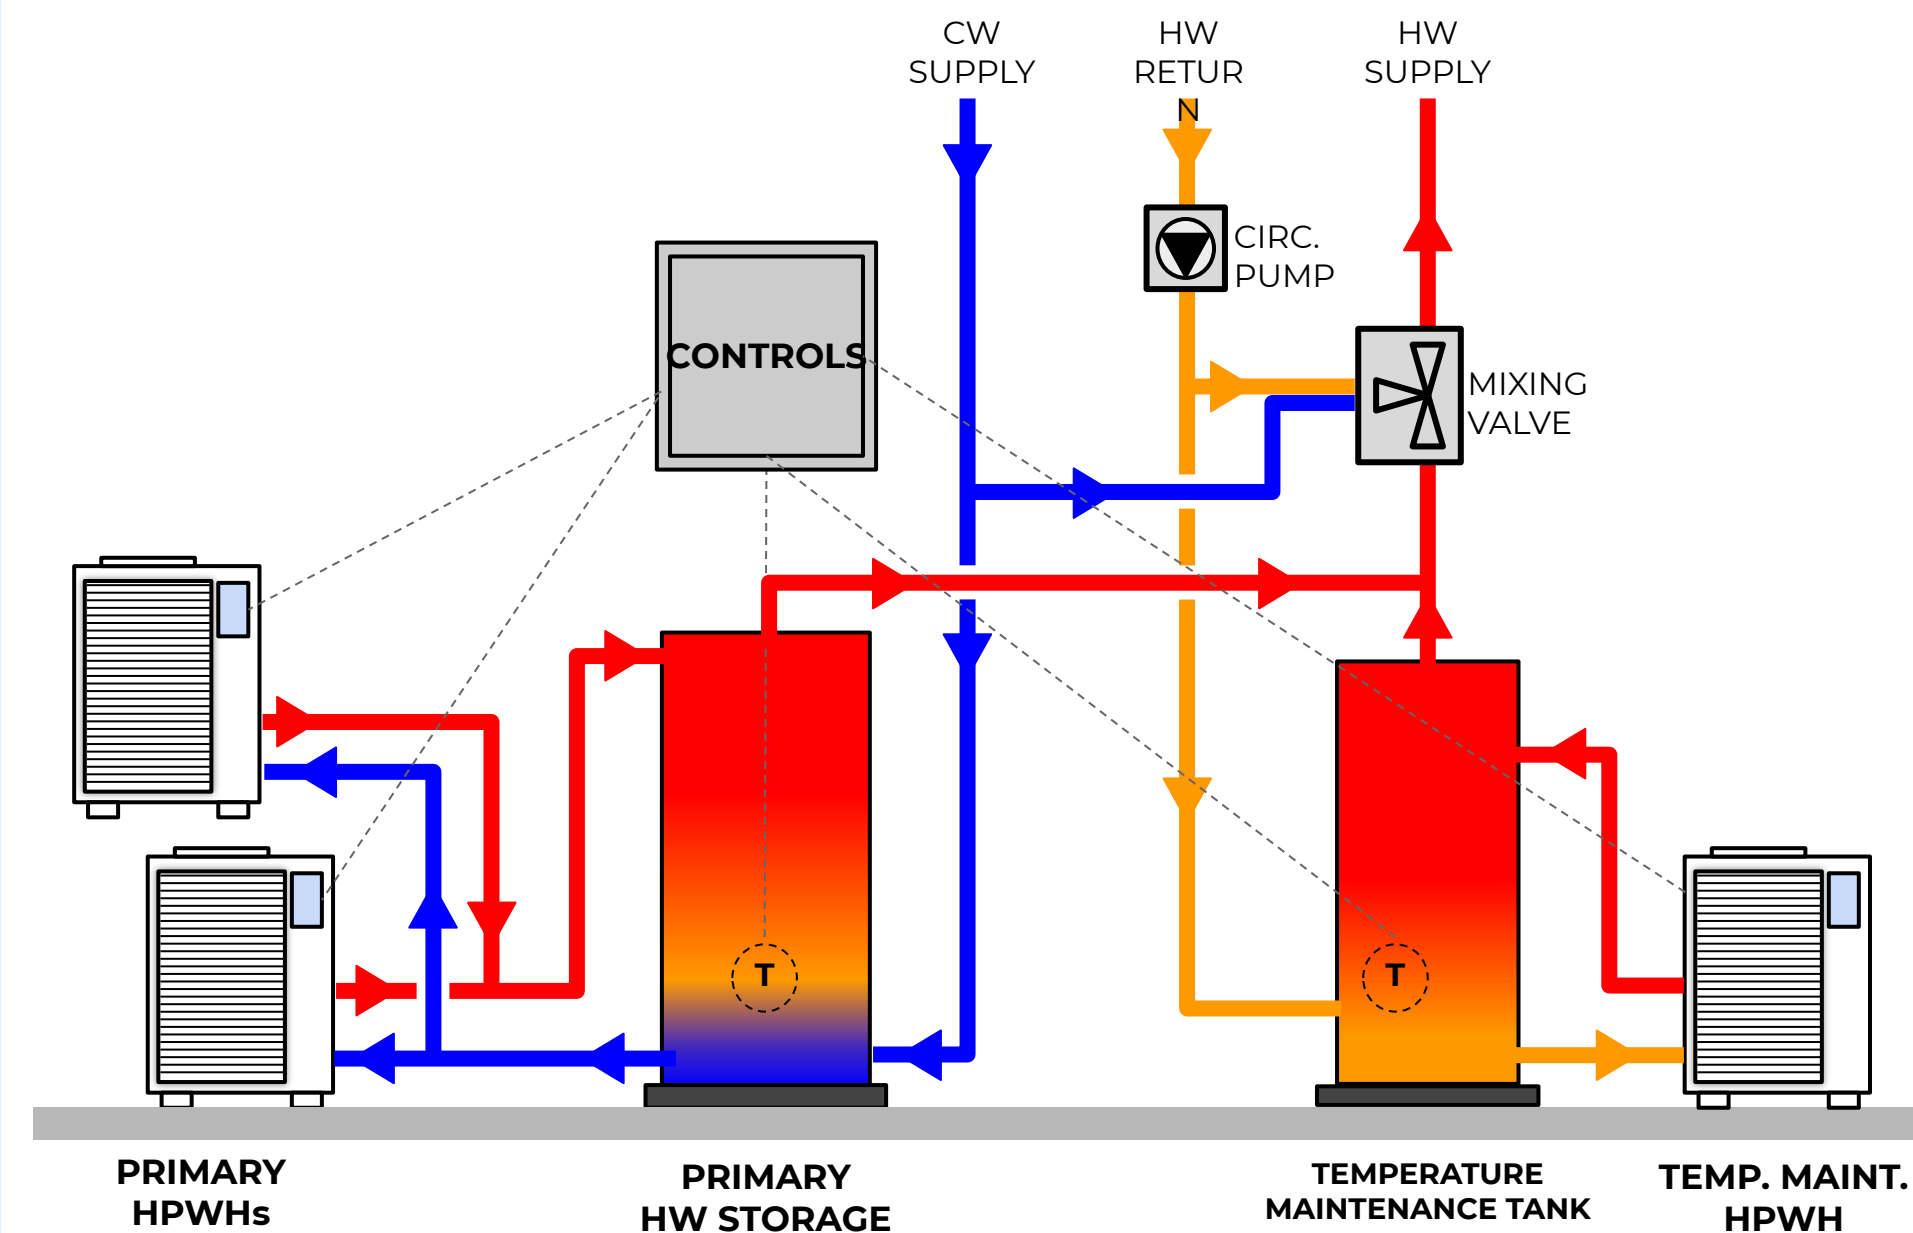 CW
SUPPLY
HW
RETUR
N
HW
SUPPLY
CIRC.
PUMP
CONTROLS
MIXING
VALVE
T
T
PRIMARY
HPWHs
PRIMARY
HW STORAGE
TEMPERATURE
MAINTENANCE TANK
TEMP. MAINT.
HPWH